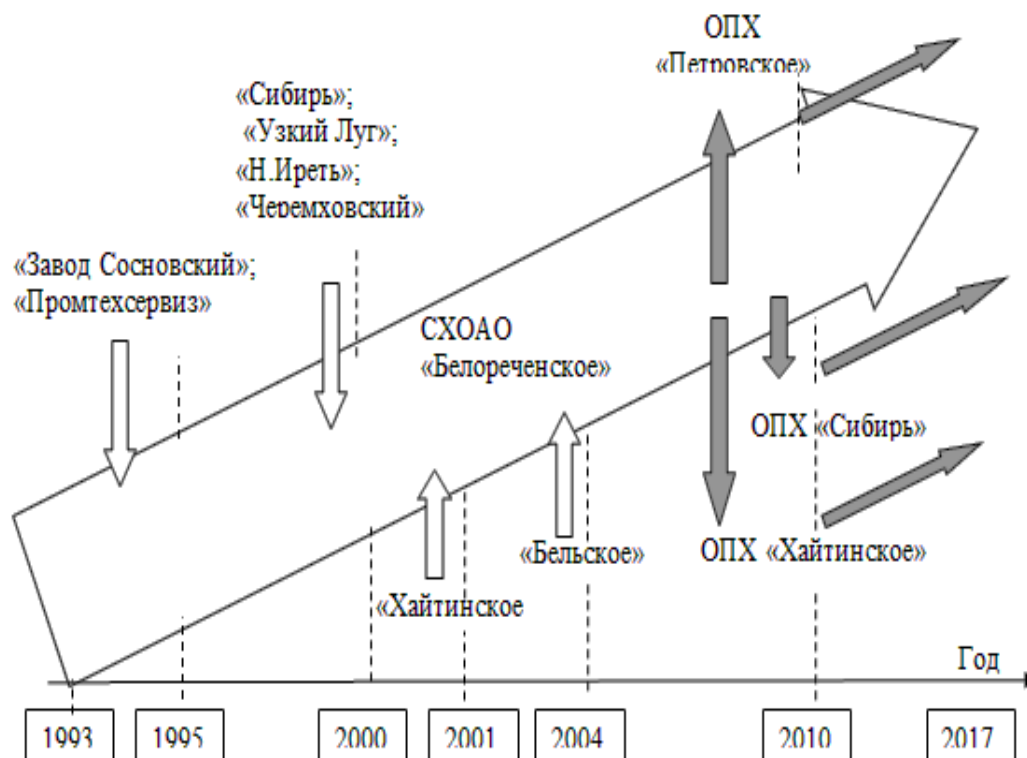 ОПХ
«Петровское»
«Сибирь»;
«Узкий Луг»;
«Н.Иреть»;
«Черемховский»
«Завод Сосновский»;
«Промтехсервиз»
СХОАО
«Белореченское»
ОПХ «Сибирь»
«Бельское»
ОПХ «Хайтинское»
«Хайтинское
Год
1993
1995
2000
2001
2004
2010
2017